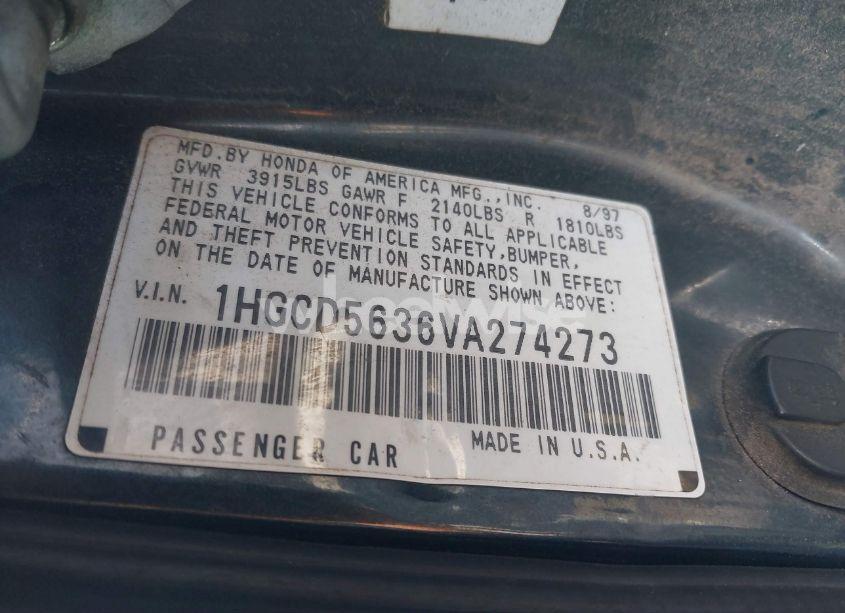 MFD.BY HONDA OF AMERICA MFG.,INC. 8/97
GVWR 3915LBS GAWR F 2140LBS R 1810LBS
THIS VEHICLE CONFORMS TO ALL APPLICABLE
FEDERAL MOTOR VEHICLE SAFETY,BUMPER,
AND THEFT PREVENTION STANDARDS IN EFFECT
ON THE DATE OF MANUFACTURE SHOWN ABOVE:
V.I.N. 1HGCD5636VA274273
PASSENGER CAR MADE IN U.S.A.